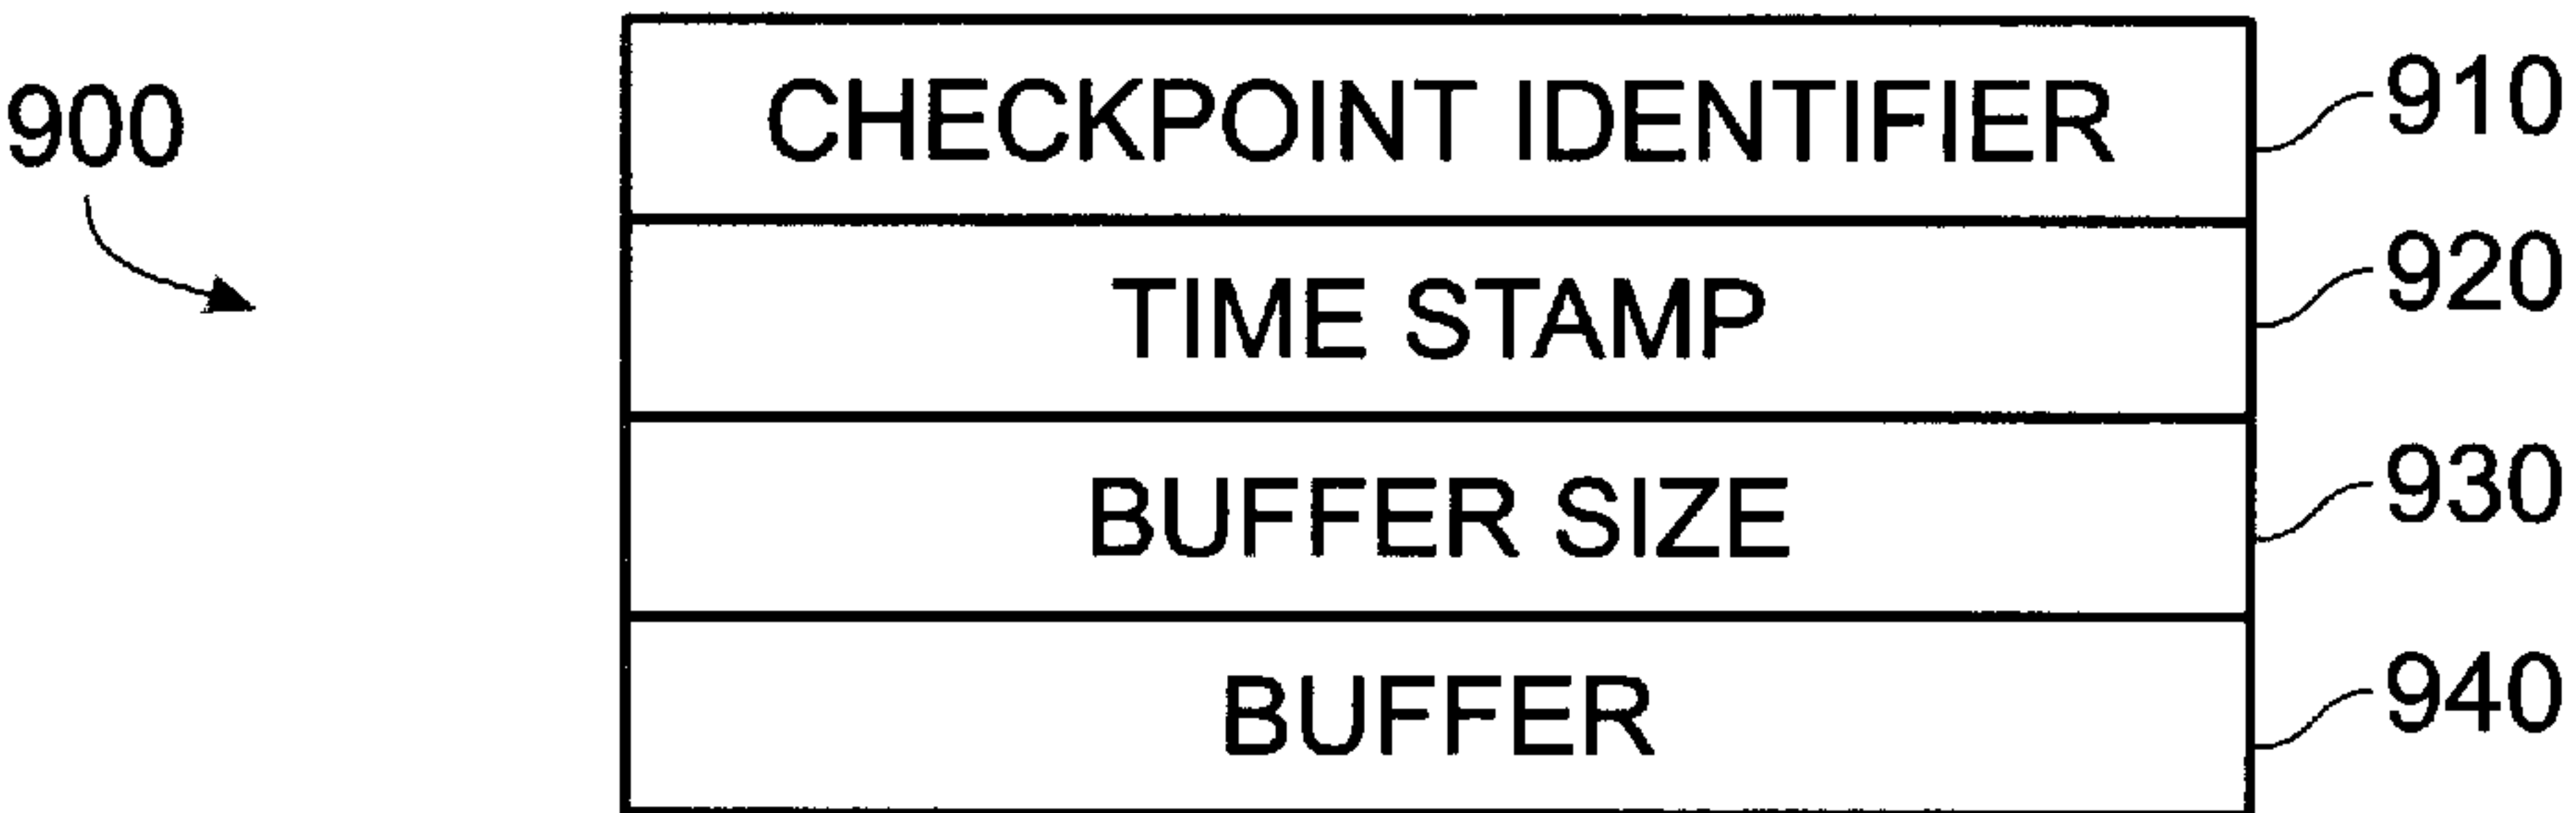 900
CHECKPOINT IDENTIFIER 910
TIME STAMP 920
BUFFER SIZE 930
BUFFER 940